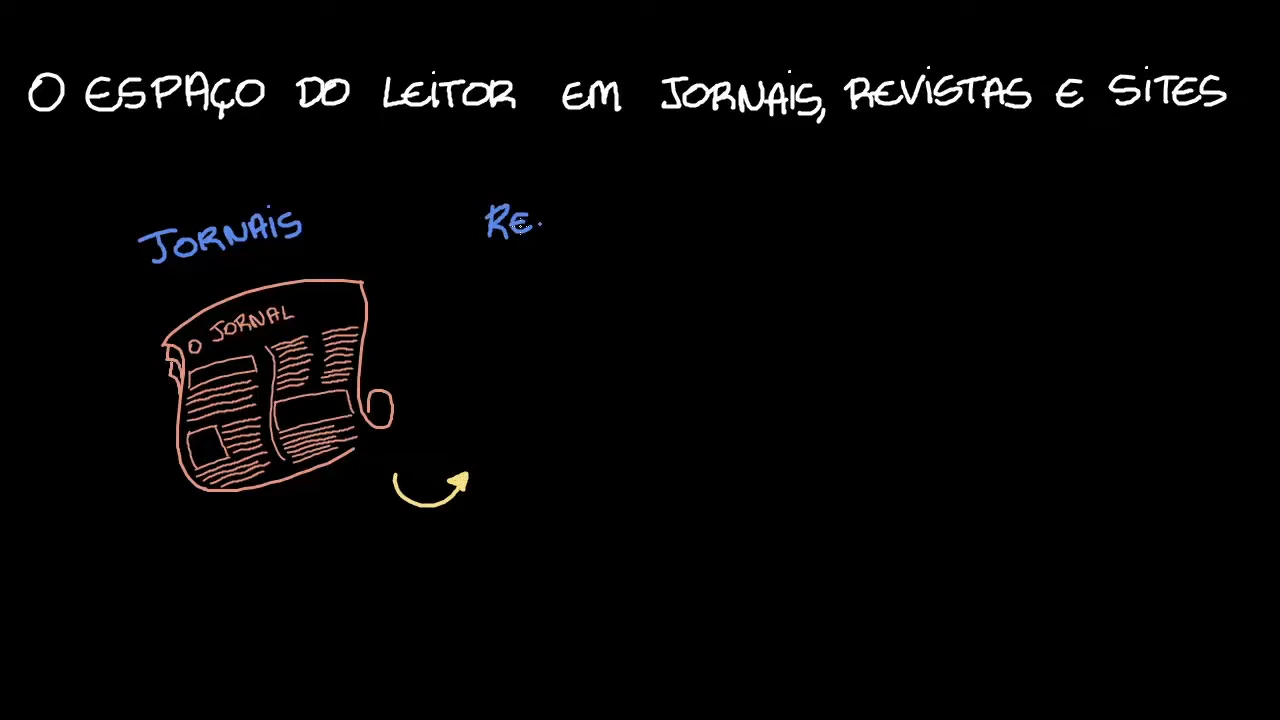 O ESPAÇO DO LEITOR EM JORNAIS, REVISTAS E SITES
JORNAIS
RE
O JORNAL